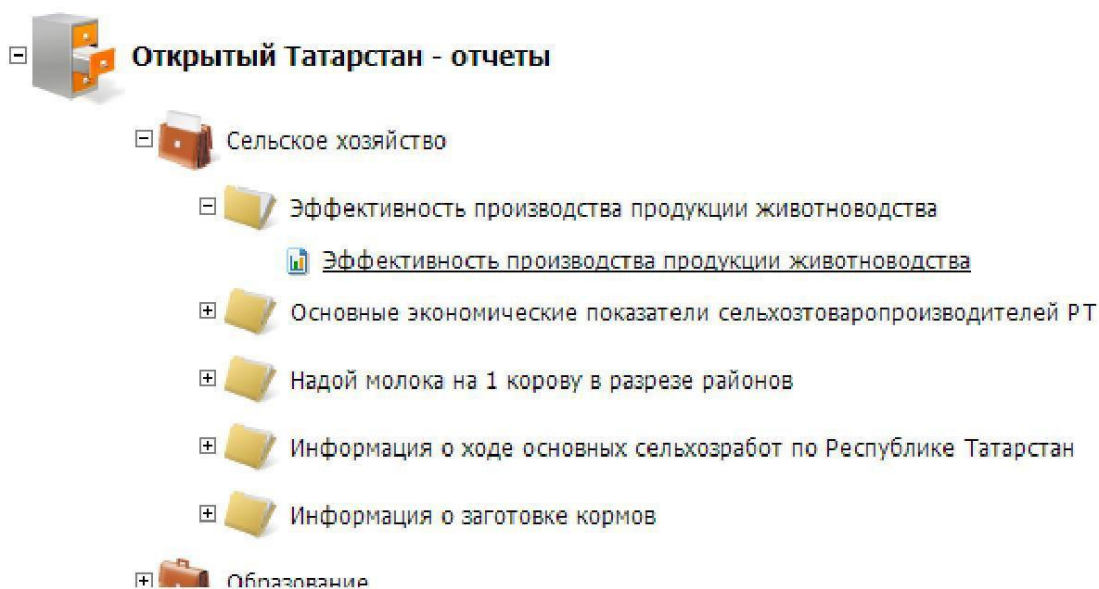 Открытый Татарстан - отчеты
Сельское хозяйство
Эффективность производства продукции животноводства
Эффективность производства продукции животноводства
Основные экономические показатели сельхозтоваропроизводителей РТ
Надой молока на 1 корову в разрезе районов
Информация о ходе основных сельхозработ по Республике Татарстан
Информация о заготовке кормов
Образование